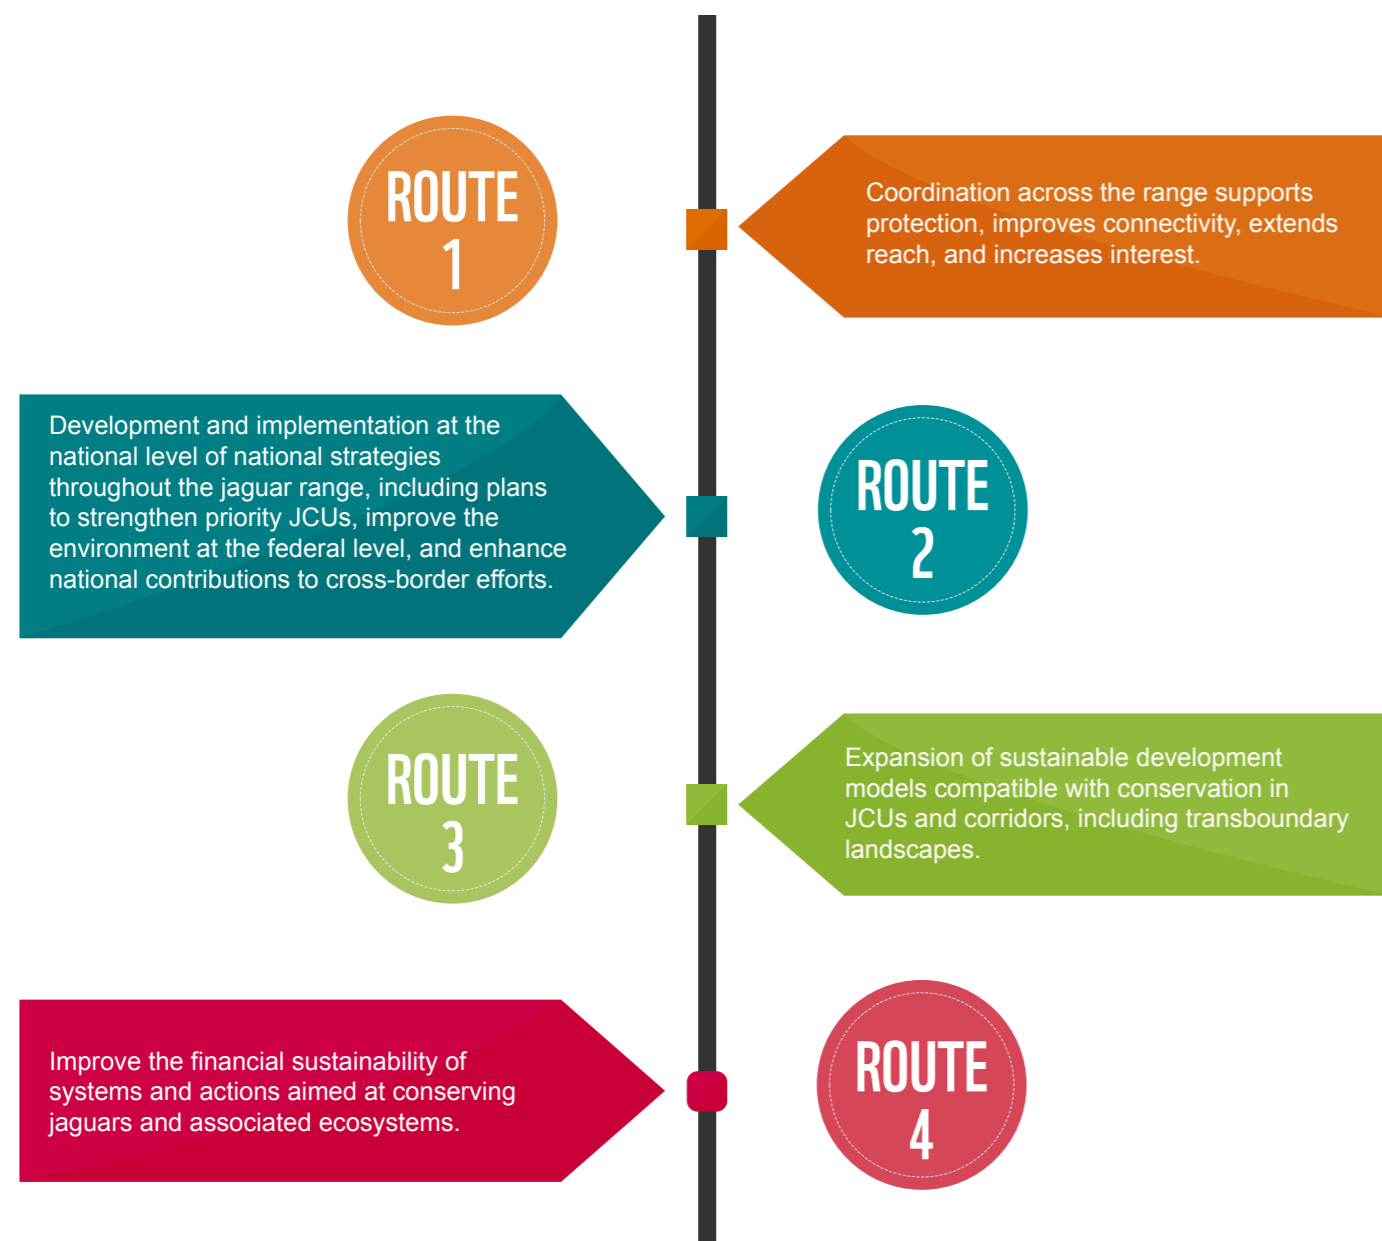 ROUTE
1
Coordination across the range supports
protection, improves connectivity, extends
reach, and increases interest.
Development and implementation at the
national level of national strategies
throughout the jaguar range, including plans
to strengthen priority JCUs, improve the
environment at the federal level, and enhance
national contributions to cross-border efforts.
ROUTE
2
ROUTE
3
Expansion of sustainable development
models compatible with conservation in
JCUs and corridors, including transboundary
landscapes.
Improve the financial sustainability of
systems and actions aimed at conserving
jaguars and associated ecosystems.
ROUTE
4